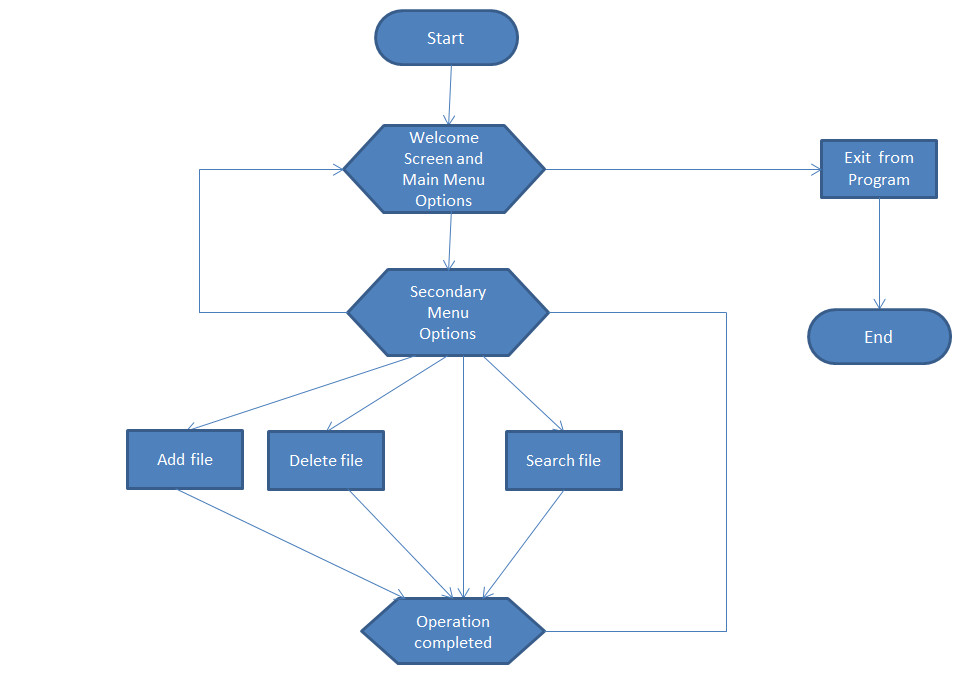 Start
Welcome
Screen and
Main Menu
Options
Exit from
Program
Secondary
Menu
Options
End
Add file
Delete file
Search file
Operation
completed